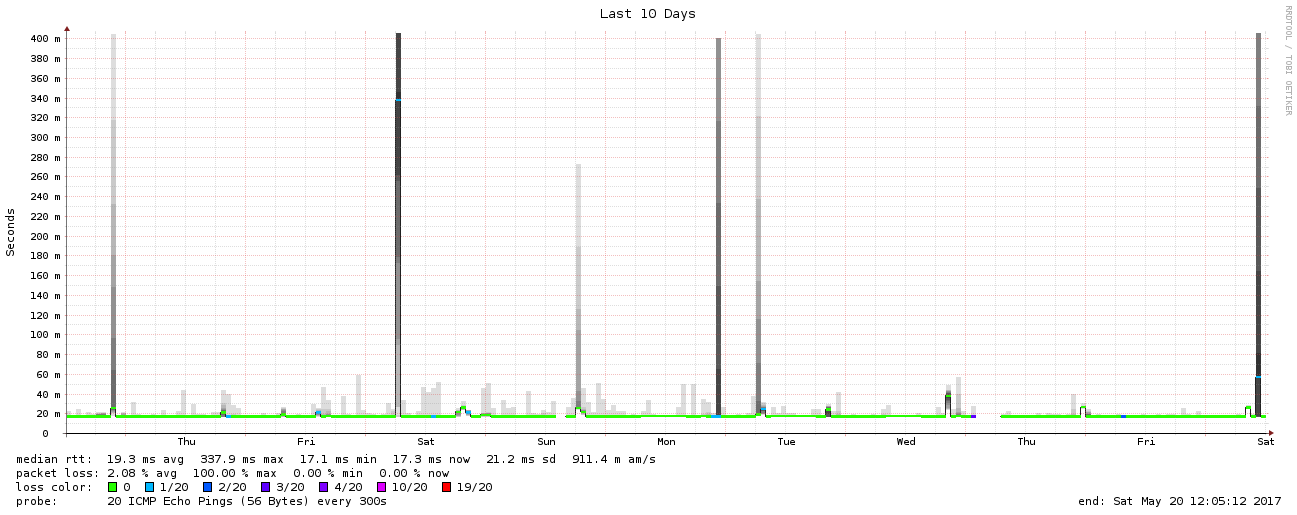 Last 10 Days
RRDTOOL / TOBI OETIKER
Seconds
400 m
380 m
360 m
340 m
320 m
300 m
280 m
260 m
240 m
220 m
200 m
180 m
160 m
140 m
120 m
100 m
80 m
60 m
40 m
20 m
0
Thu Fri Sat Sun Mon Tue Wed Thu Fri Sat
median rtt: 19.3 ms avg 337.9 ms max 17.1 ms min 17.3 ms now 21.2 ms sd 911.4 m am/s
packet loss: 2.08 % avg 100.00 % max 0.00 % min 0.00 % now
loss color: 0 1/20 2/20 3/20 4/20 10/20 19/20
probe: 20 ICMP Echo Pings (56 Bytes) every 300s end: Sat May 20 12:05:12 2017